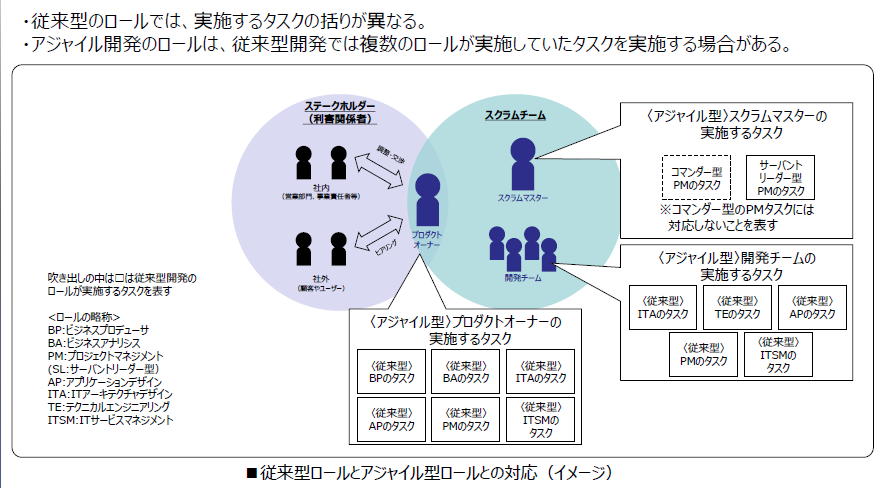 ・従来型のロールでは、実施するタスクの括りが異なる。
・アジャイル開発のロールは、従来型開発では複数のロールが実施していたタスクを実施する場合がある。
ステークホルダー
（利害関係者）
調整・交渉
社内
（営業部門、事業責任者等）
ヒアリング
社外
（顧客やユーザー）
プロダクト
オーナー
スクラムチーム
スクラムマスター
開発チーム
〈アジャイル型〉スクラムマスターの
実施するタスク
コマンダー型
PMのタスク
サーバント
リーダー型
PMのタスク
※コマンダー型のPMタスクには
対応しないことを表す
〈アジャイル型〉開発チームの
実施するタスク
〈従来型〉
ITAのタスク
〈従来型〉
TEのタスク
〈従来型〉
APのタスク
〈従来型〉
PMのタスク
〈従来型〉
ITSMの
タスク
〈アジャイル型〉プロダクトオーナーの
実施するタスク
〈従来型〉
BPのタスク
〈従来型〉
BAのタスク
〈従来型〉
ITAのタスク
〈従来型〉
APのタスク
〈従来型〉
PMのタスク
〈従来型〉
ITSMの
タスク
吹き出しの中は□は従来型開発の
ロールが実施するタスクを表す
<ロールの略称>
BP:ビジネスプロデューサ
BA:ビジネスアナリシス
PM:プロジェクトマネジメント
(SL:サーバントリーダー型)
AP:アプリケーションデザイン
ITA:ITアーキテクチャデザイン
TE:テクニカルエンジニアリング
ITSM:ITサービスマネジメント
■従来型ロールとアジャイル型ロールとの対応（イメージ）